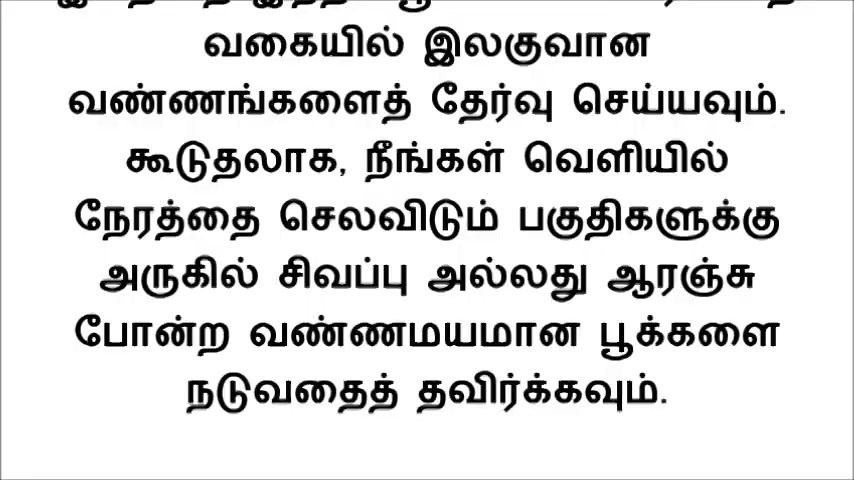 வகையில் இலகுவான
வண்ணங்களைத் தேர்வு செய்யவும்.
கூடுதலாக, நீங்கள் வெளியில்
நேரத்தை செலவிடும் பகுதிகளுக்கு
அருகில் சிவப்பு அல்லது ஆரஞ்சு
போன்ற வண்ணமயமான பூக்களை
நடுவதைத் தவிர்க்கவும்.